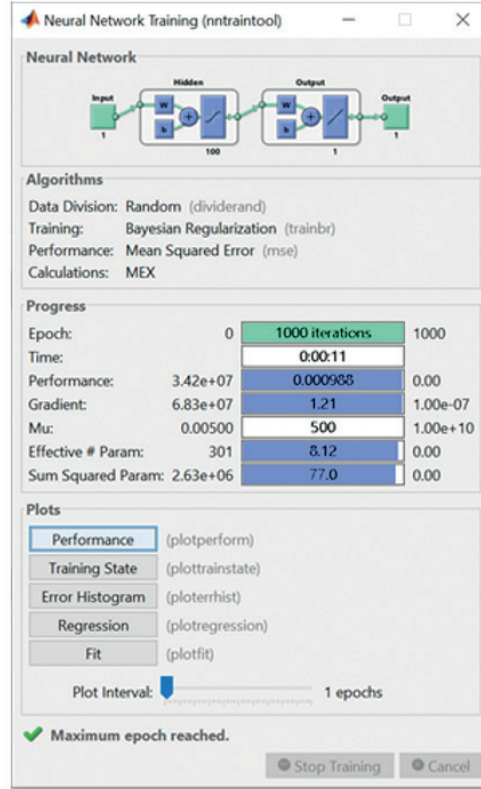 Neural Network Training (nntraintool)
Neural Network
Hidden Output
Input Output
W W
b b
1 100 1 1
Algorithms
Data Division: Random (dividerand)
Training: Bayesian Regularization (trainbr)
Performance: Mean Squared Error (mse)
Calculations: MEX
Progress
Epoch: 0 1000 iterations 1000
Time: 0:00:11
Performance: 3.42e+07 0.000988 0.00
Gradient: 6.83e+07 1.21 1.00e-07
Mu: 0.00500 500 1.00e+10
Effective # Param: 301 8.12 0.00
Sum Squared Param: 2.63e+06 77.0 0.00
Plots
Performance (plotperform)
Training State (plottrainstate)
Error Histogram (ploterrhist)
Regression (plotregression)
Fit (plotfit)
Plot Interval: 1 epochs
Maximum epoch reached.
Stop Training Cancel